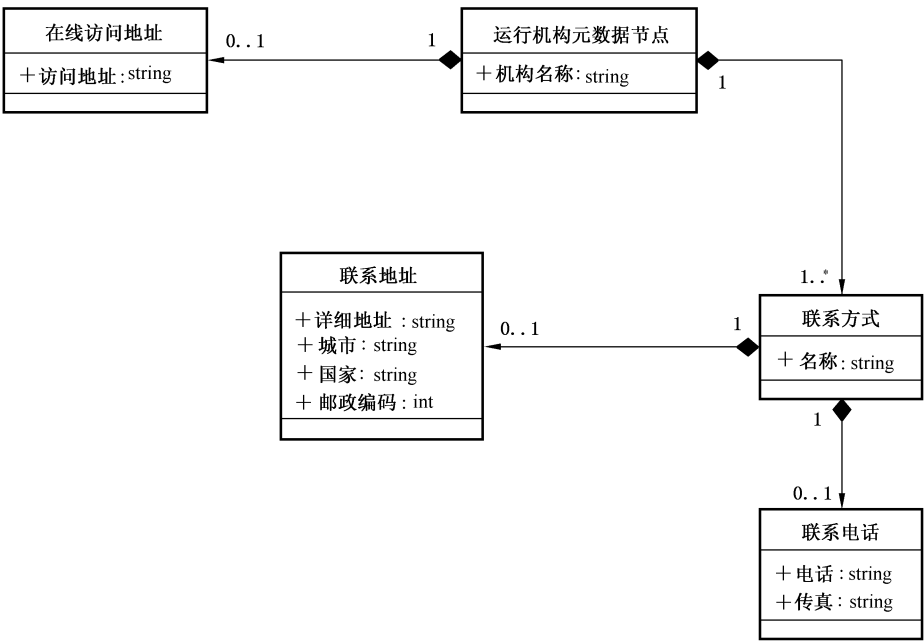 在线访问地址
+访问地址:string
0..1
1
运行机构元数据节点
+机构名称:string
1
1..*
联系地址
+详细地址:string
+城市:string
+国家:string
+邮政编码:int
0..1
1
联系方式
+名称:string
1
0..1
联系电话
+电话:string
+传真:string